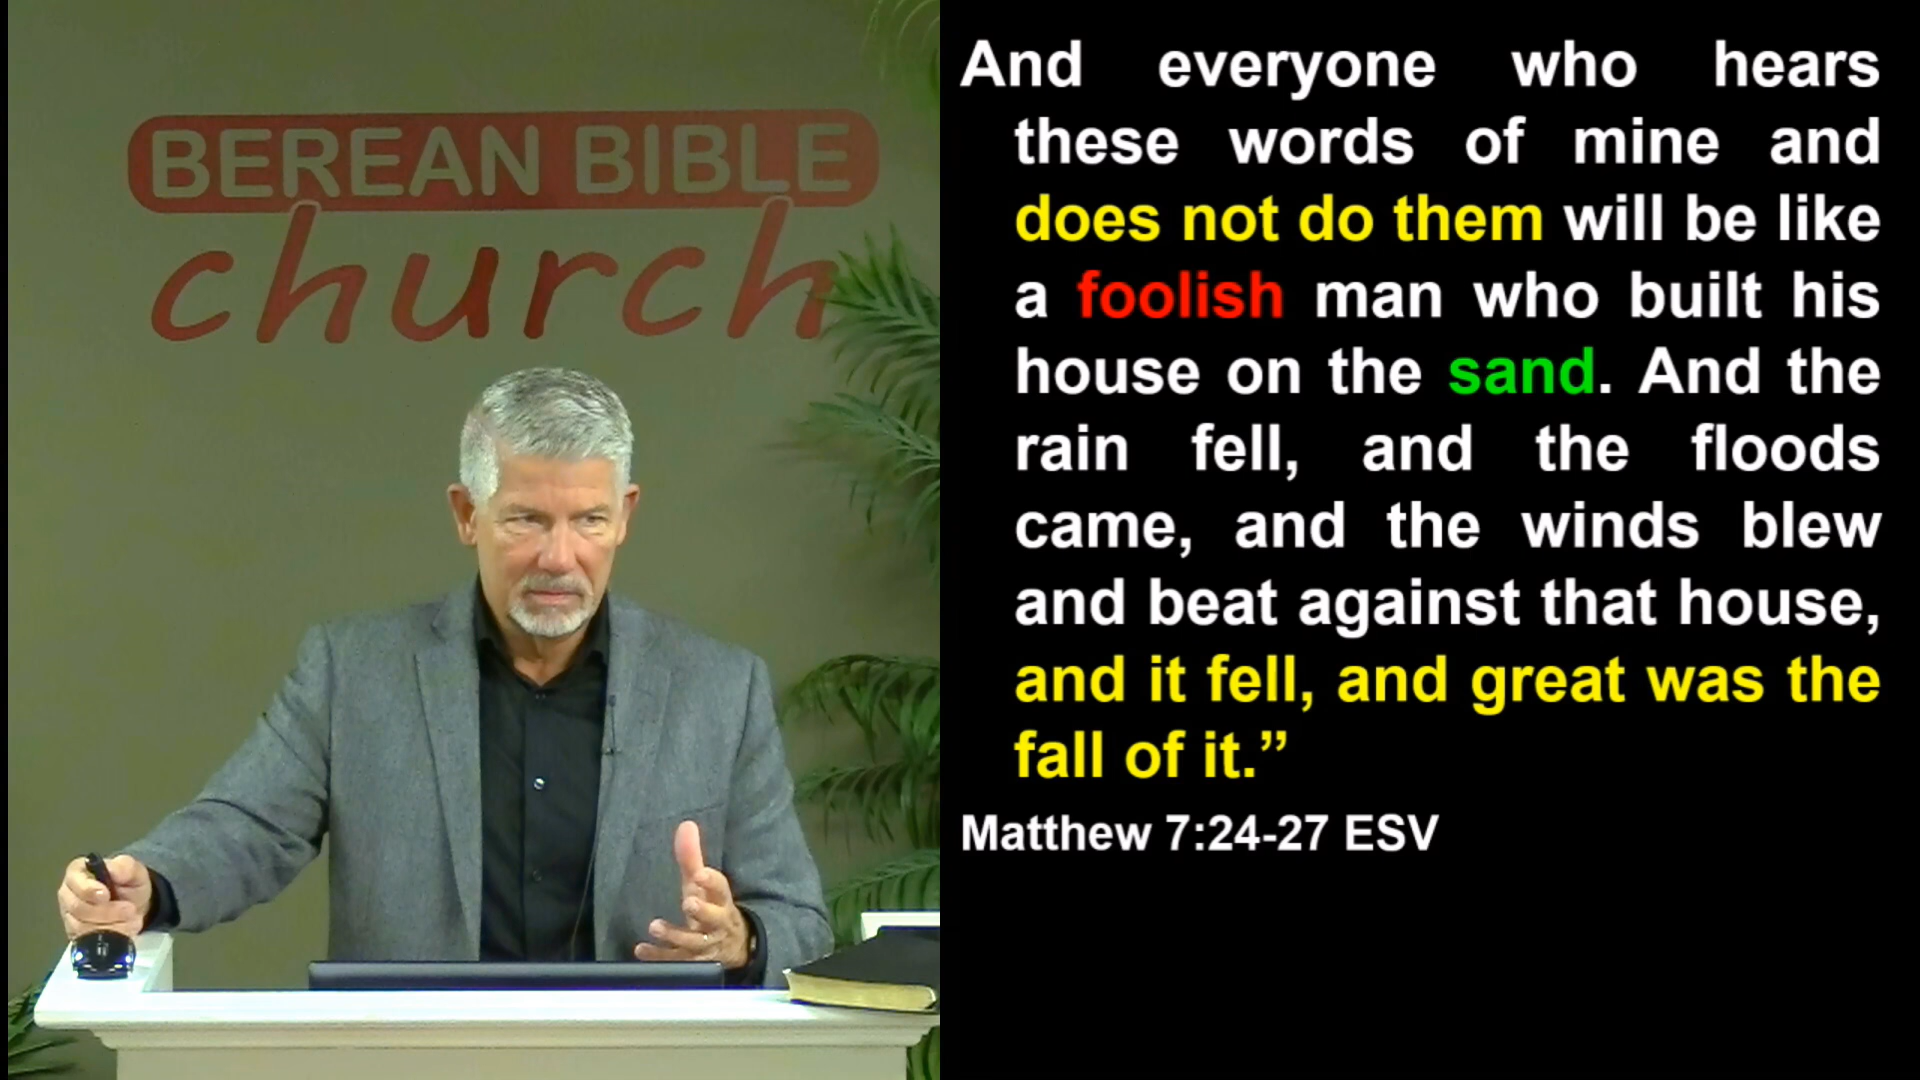 BEREAN BIBLE
church
And everyone who hears
these words of mine and
does not do them will be like
a foolish man who built his
house on the sand. And the
rain fell, and the floods
came, and the winds blew
and beat against that house,
and it fell, and great was the
fall of it.”
Matthew 7:24-27 ESV